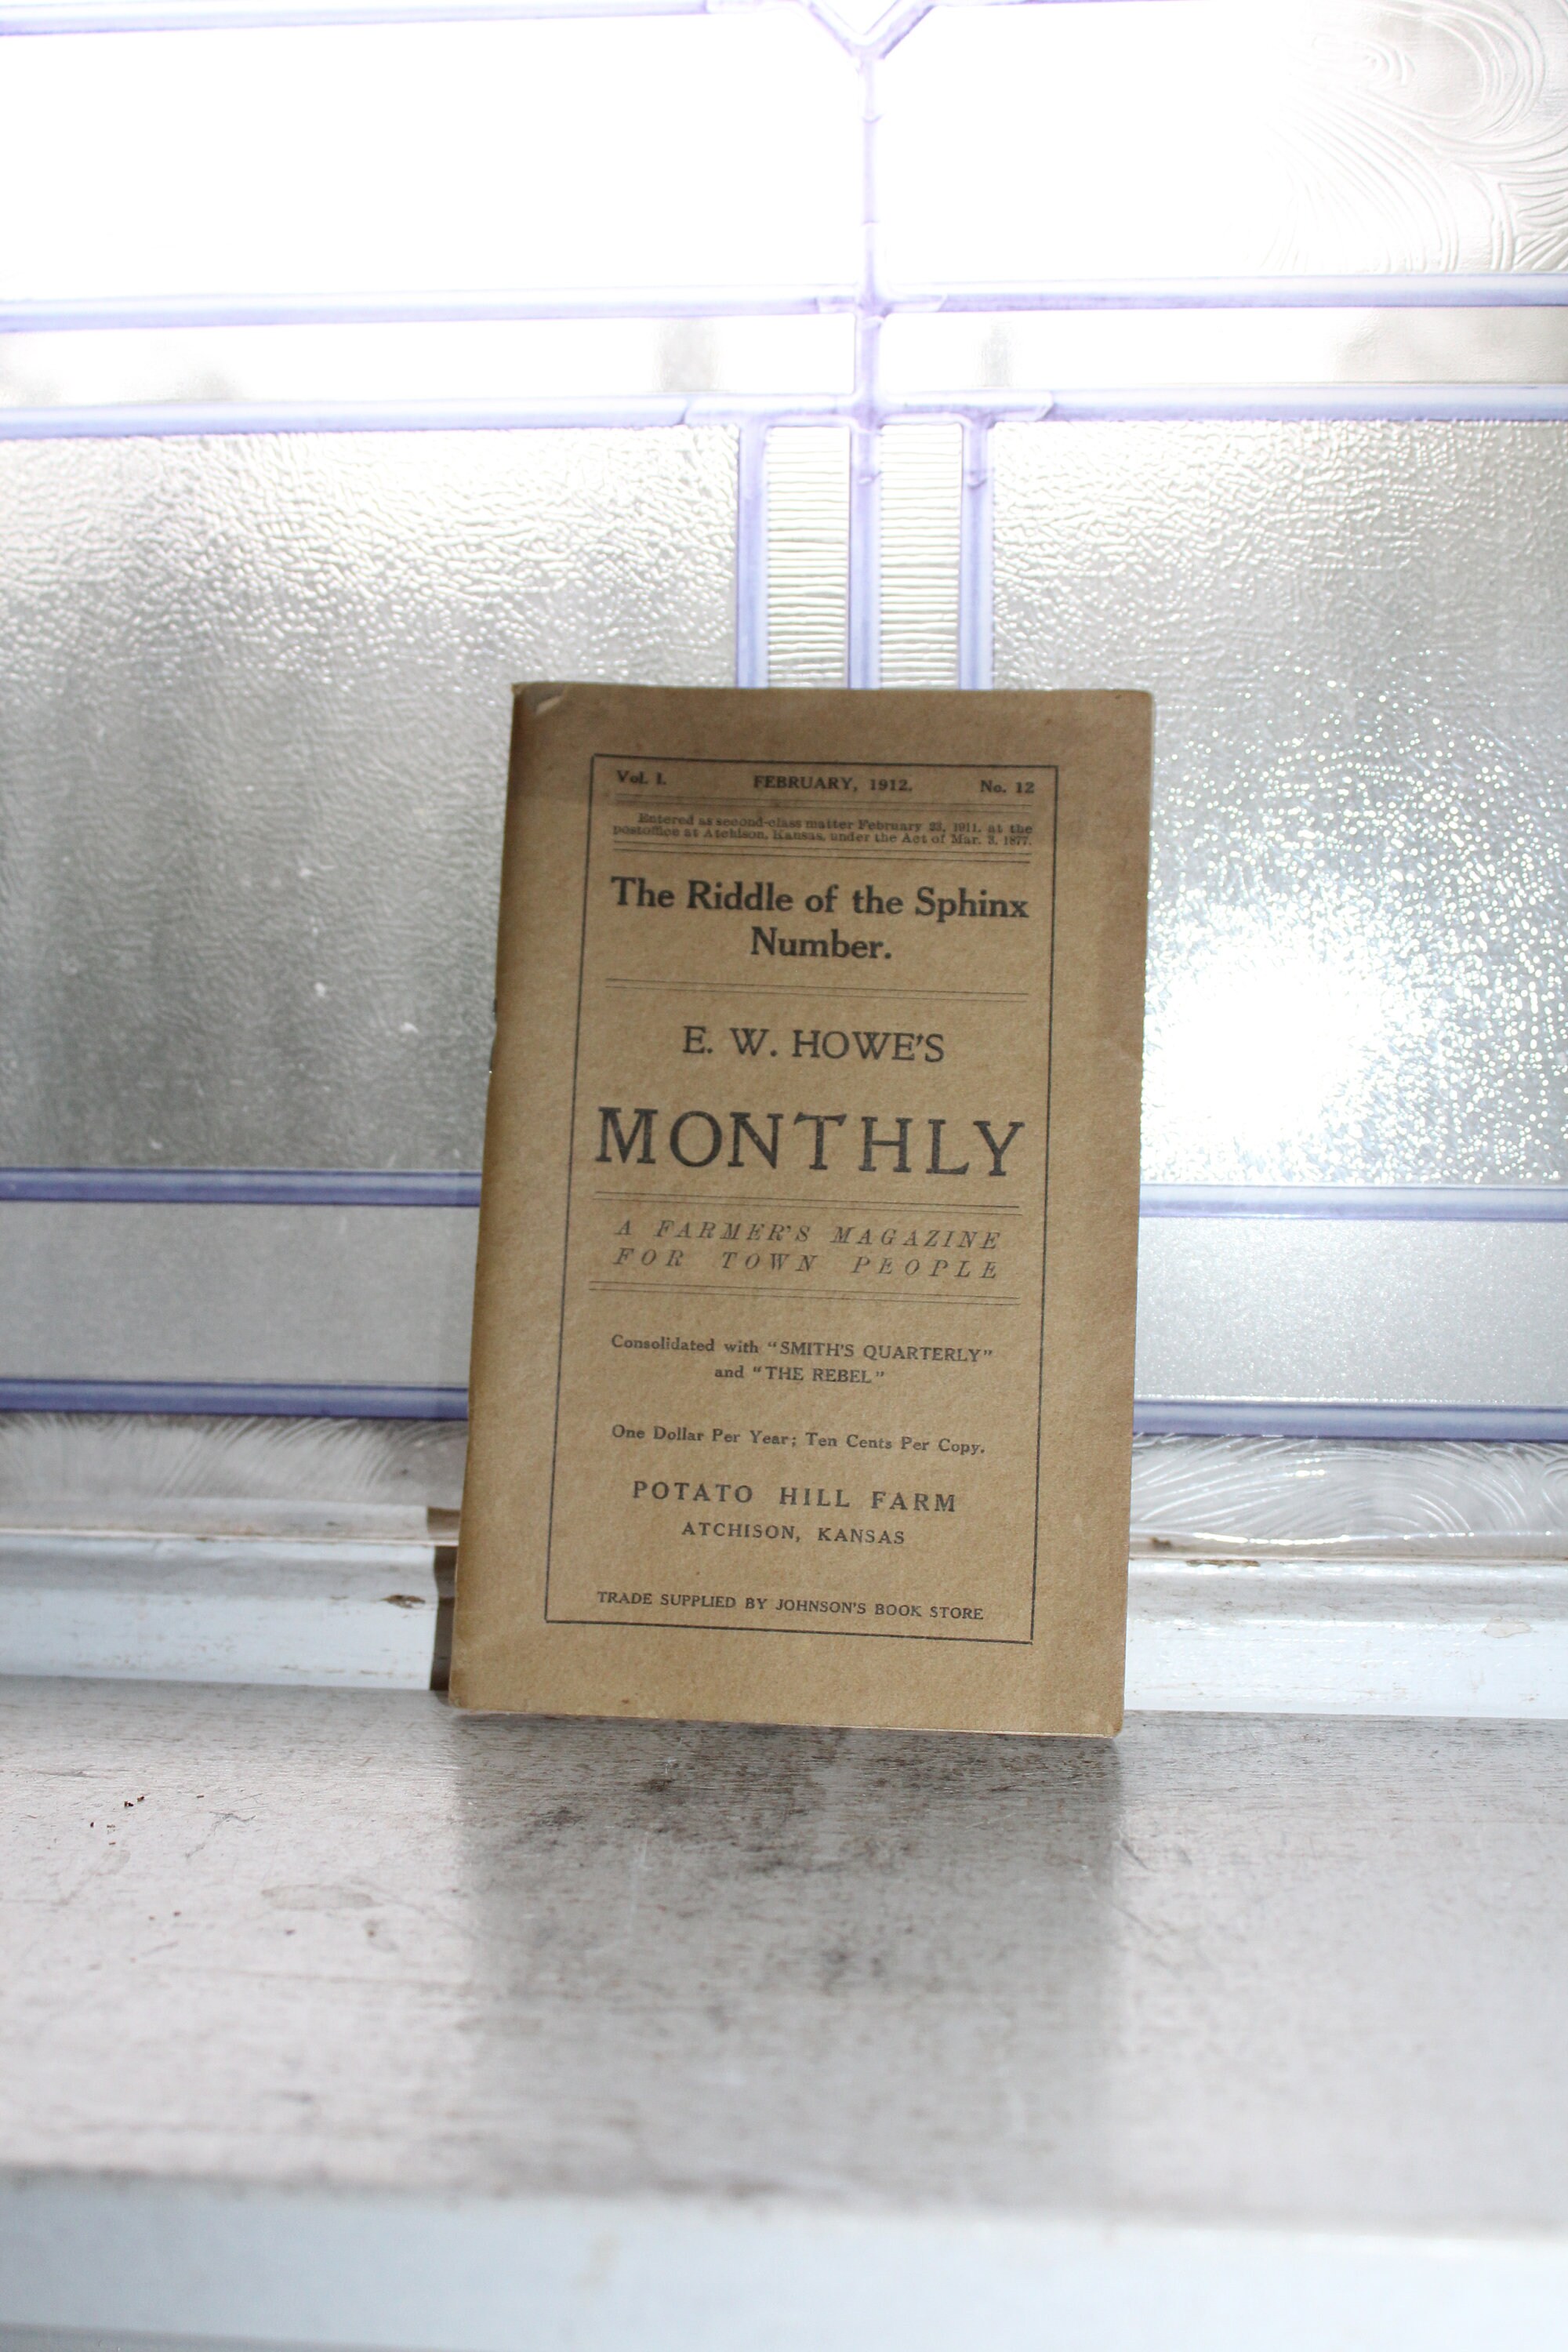 Vol. I. FEBRUARY, 1912. No. 12
Entered as second-class matter February 23, 1911, at the
postoffice at Atchison, Kansas, under the Act of Mar. 3, 1877.
The Riddle of the Sphinx
Number.
E. W. HOWE'S
MONTHLY
A FARMER'S MAGAZINE
FOR TOWN PEOPLE
Consolidated with "SMITH'S QUARTERLY"
and "THE REBEL"
One Dollar Per Year; Ten Cents Per Copy.
POTATO HILL FARM
ATCHISON, KANSAS
TRADE SUPPLIED BY JOHNSON'S BOOK STORE